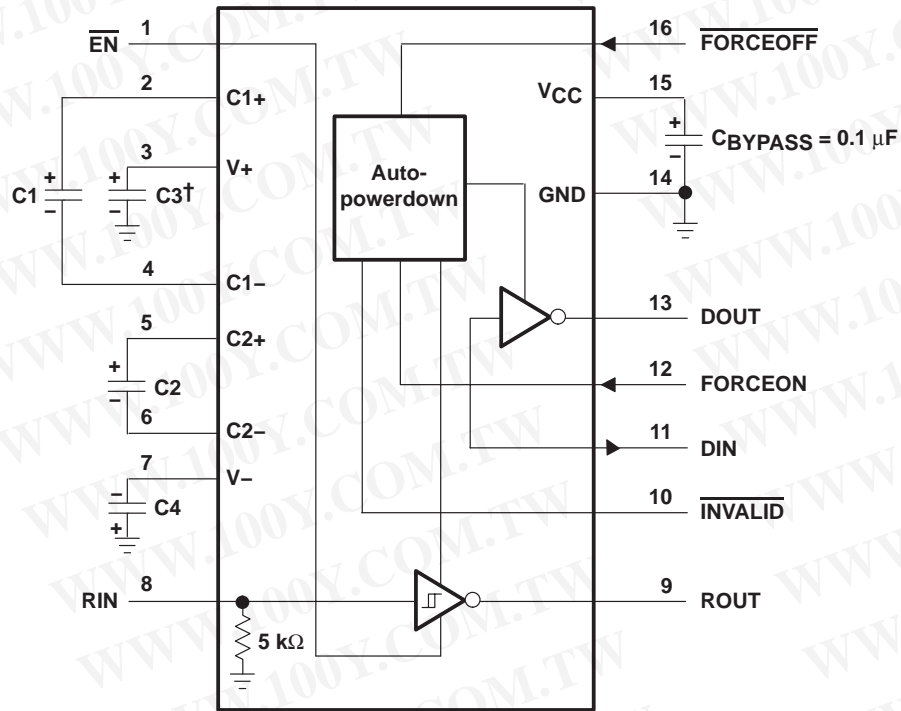 EN
1
16
FORCEOFF
2
C1+
VCC
15
+
CBYPASS = 0.1 μF
−
3
V+
+
C3†
−
C1
+
−
Auto-
powerdown
GND
14
4
C1−
5
C2+
13
DOUT
+
C2
−
12
FORCEON
6
C2−
11
DIN
7
V−
−
C4
+
10
INVALID
8
RIN
9
ROUT
5 kΩ
WWW.100Y.COM.TW